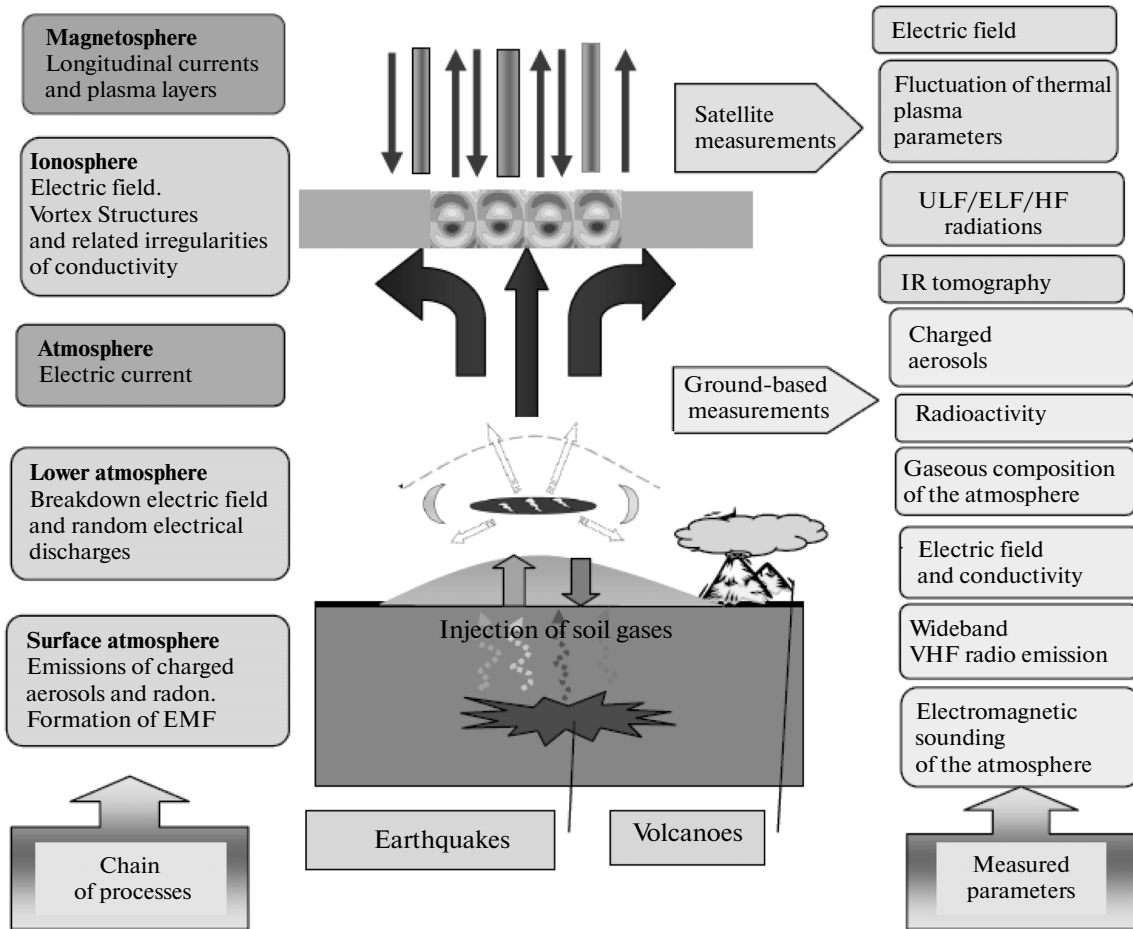 Magnetosphere
Longitudinal currents
and plasma layers
Ionosphere
Electric field.
Vortex Structures
and related irregularities
of conductivity
Atmosphere
Electric current
Lower atmosphere
Breakdown electric field
and random electrical
discharges
Surface atmosphere
Emissions of charged
aerosols and radon.
Formation of EMF
Chain
of processes
Injection of soil gases
Earthquakes
Volcanoes
Satellite
measurements
Ground-based
measurements
Electric field
Fluctuation of thermal
plasma
parameters
ULF/ELF/HF
radiations
IR tomography
Charged
aerosols
Radioactivity
Gaseous composition
of the atmosphere
Electric field
and conductivity
Wideband
VHF radio emission
Electromagnetic
sounding
of the atmosphere
Measured
parameters